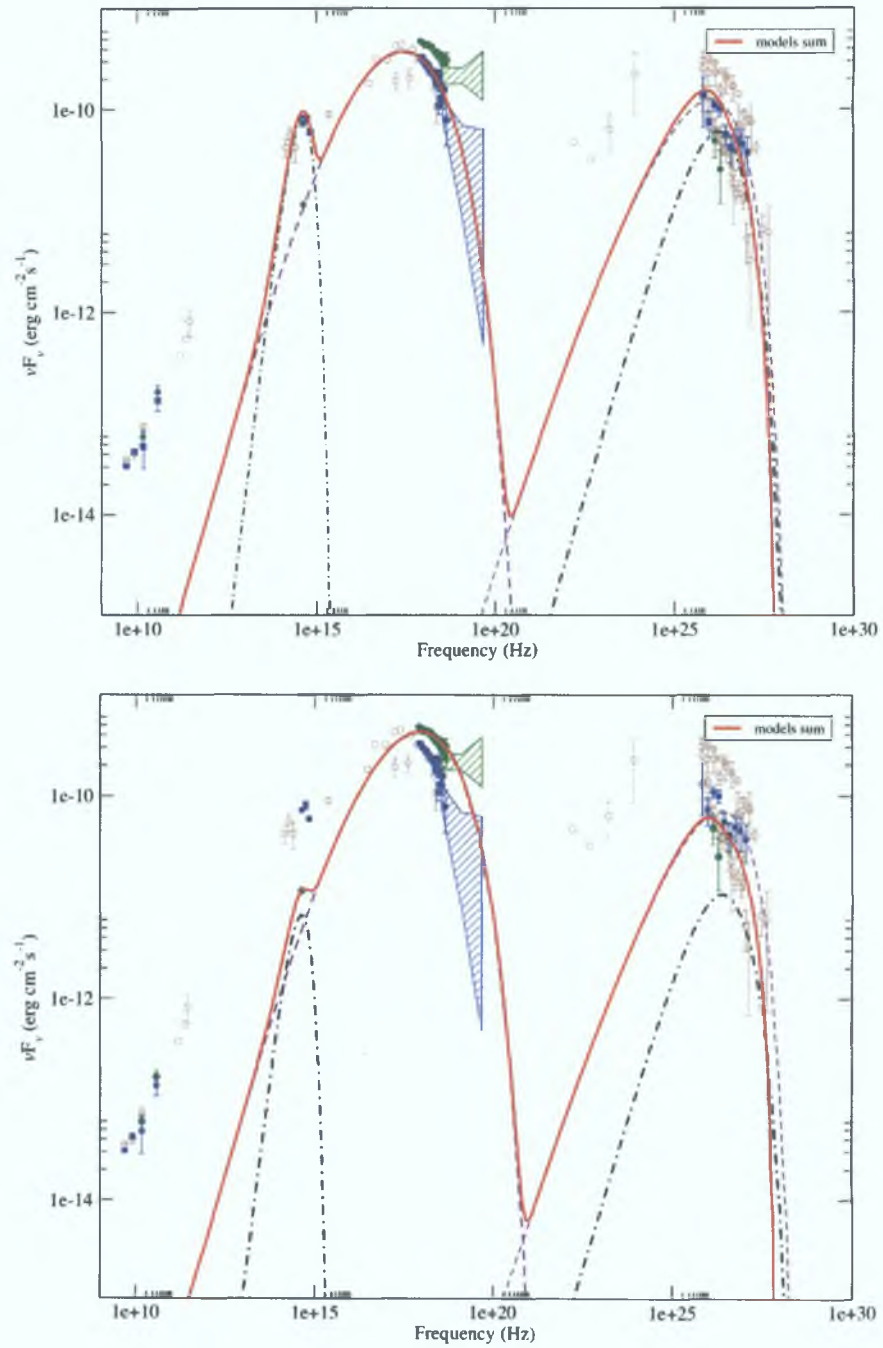 models sum
1e-10
1e-12
1e-14
νFν (erg cm-2 s-1)
1e+10 1e+15 1e+20 1e+25 1e+30
Frequency (Hz)
models sum
1e-10
1e-12
1e-14
νFν (erg cm-2 s-1)
1e+10 1e+15 1e+20 1e+25 1e+30
Frequency (Hz)